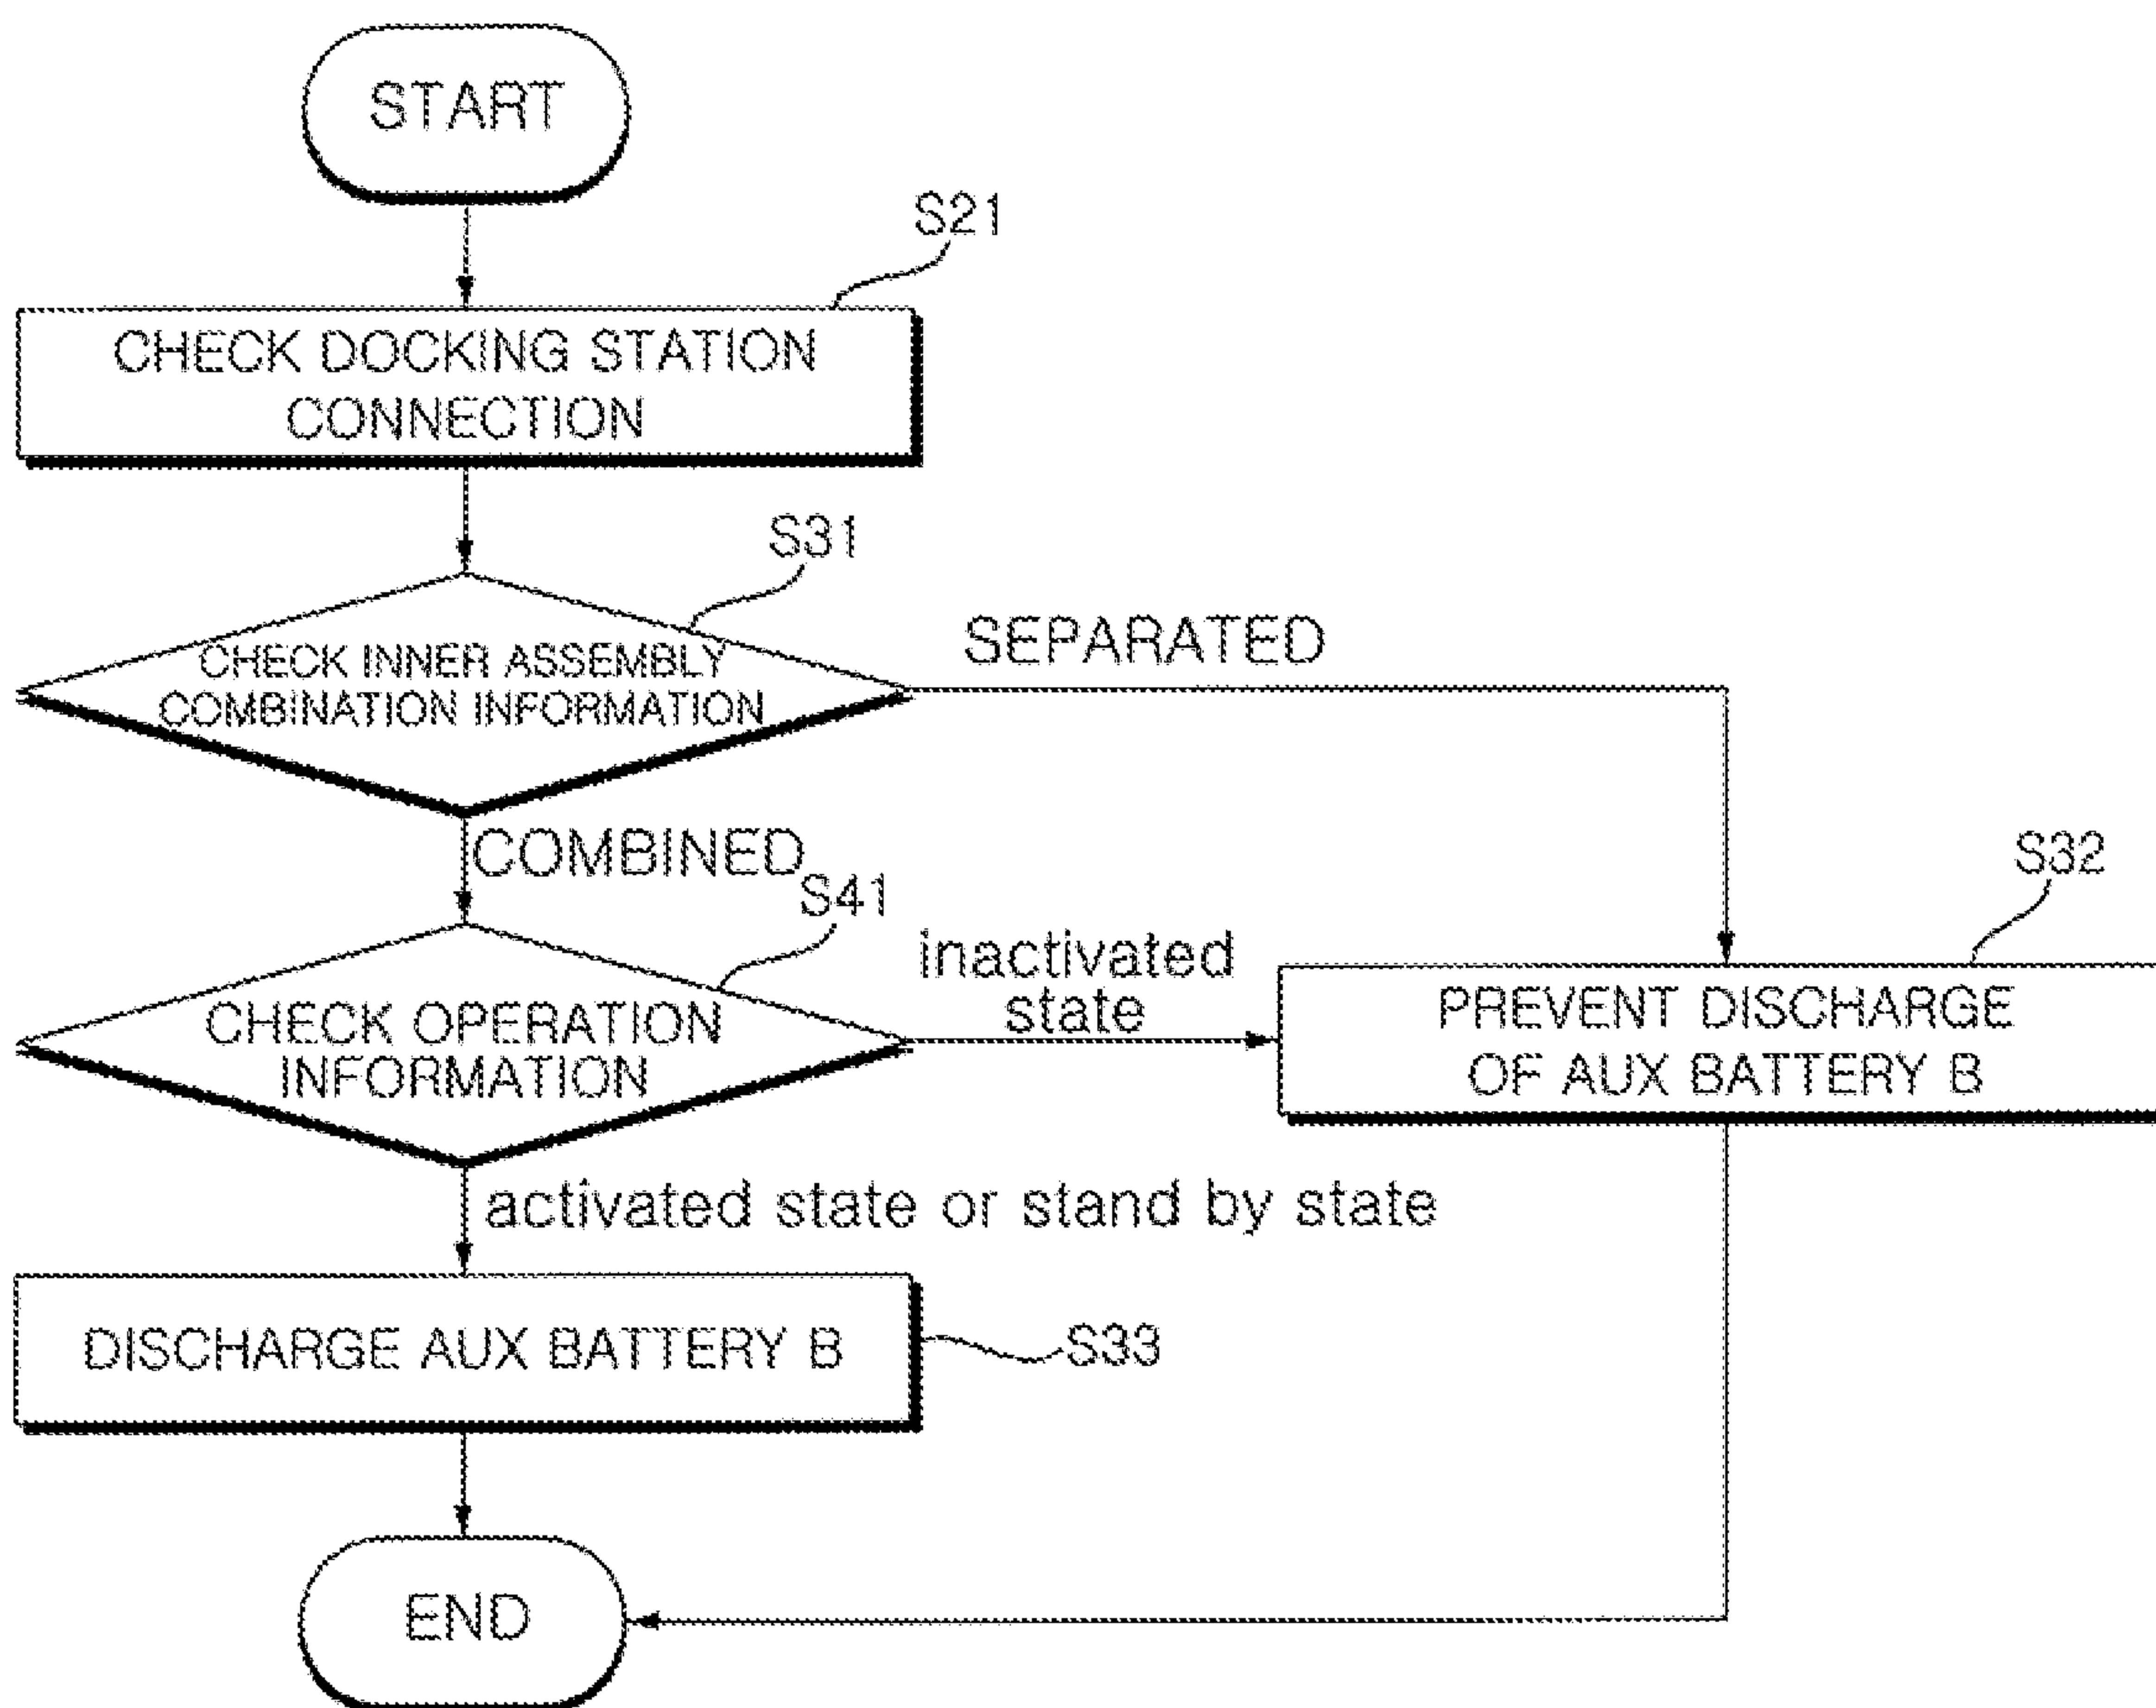 START
S21
CHECK DOCKING STATION
CONNECTION
S31
CHECK INNER ASSEMBLY
COMBINATION INFORMATION
SEPARATED
COMBINED
S41
CHECK OPERATION
INFORMATION
inactivated
state
S32
PREVENT DISCHARGE
OF AUX BATTERY B
activated state or stand by state
DISCHARGE AUX BATTERY B
S33
END